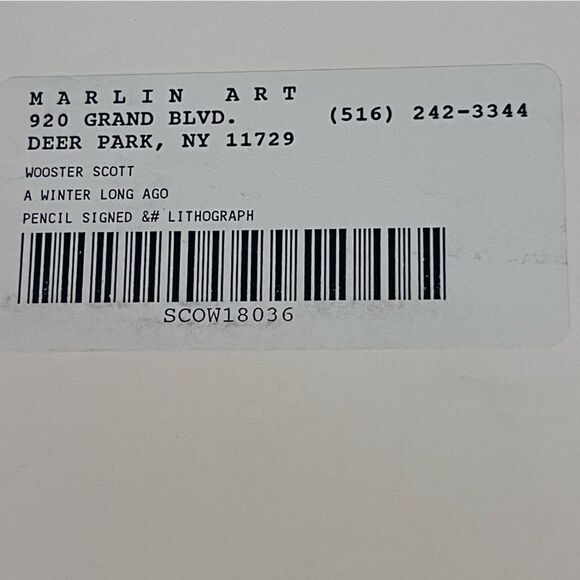 MARLIN ART
920 GRAND BLVD. (516) 242-3344
DEER PARK, NY 11729
WOOSTER SCOTT
A WINTER LONG AGO
PENCIL SIGNED &# LITHOGRAPH
SCOW18036